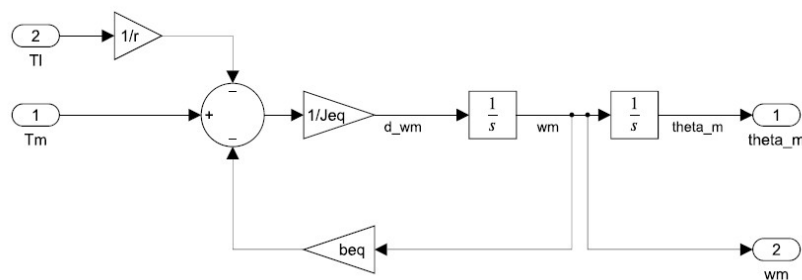 2
Tl
1/r
1
Tm
−
+
−
1/Jeq
d_wm
1
s
wm
1
s
theta_m
1
theta_m
beq
2
wm